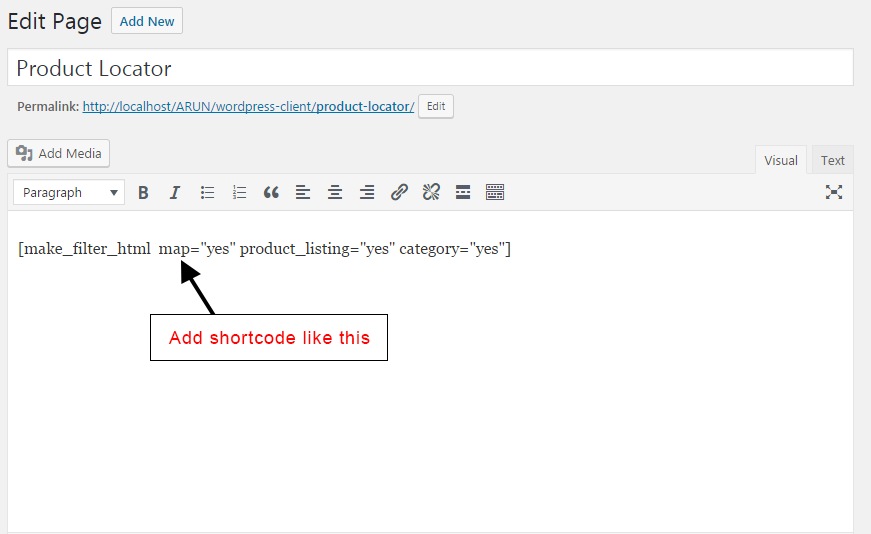 Edit Page Add New
Product Locator
Permalink: http://localhost/ARUN/wordpress-client/product-locator/ Edit
Add Media
Visual Text
Paragraph B I
[make_filter_html map="yes" product_listing="yes" category="yes"]
Add shortcode like this